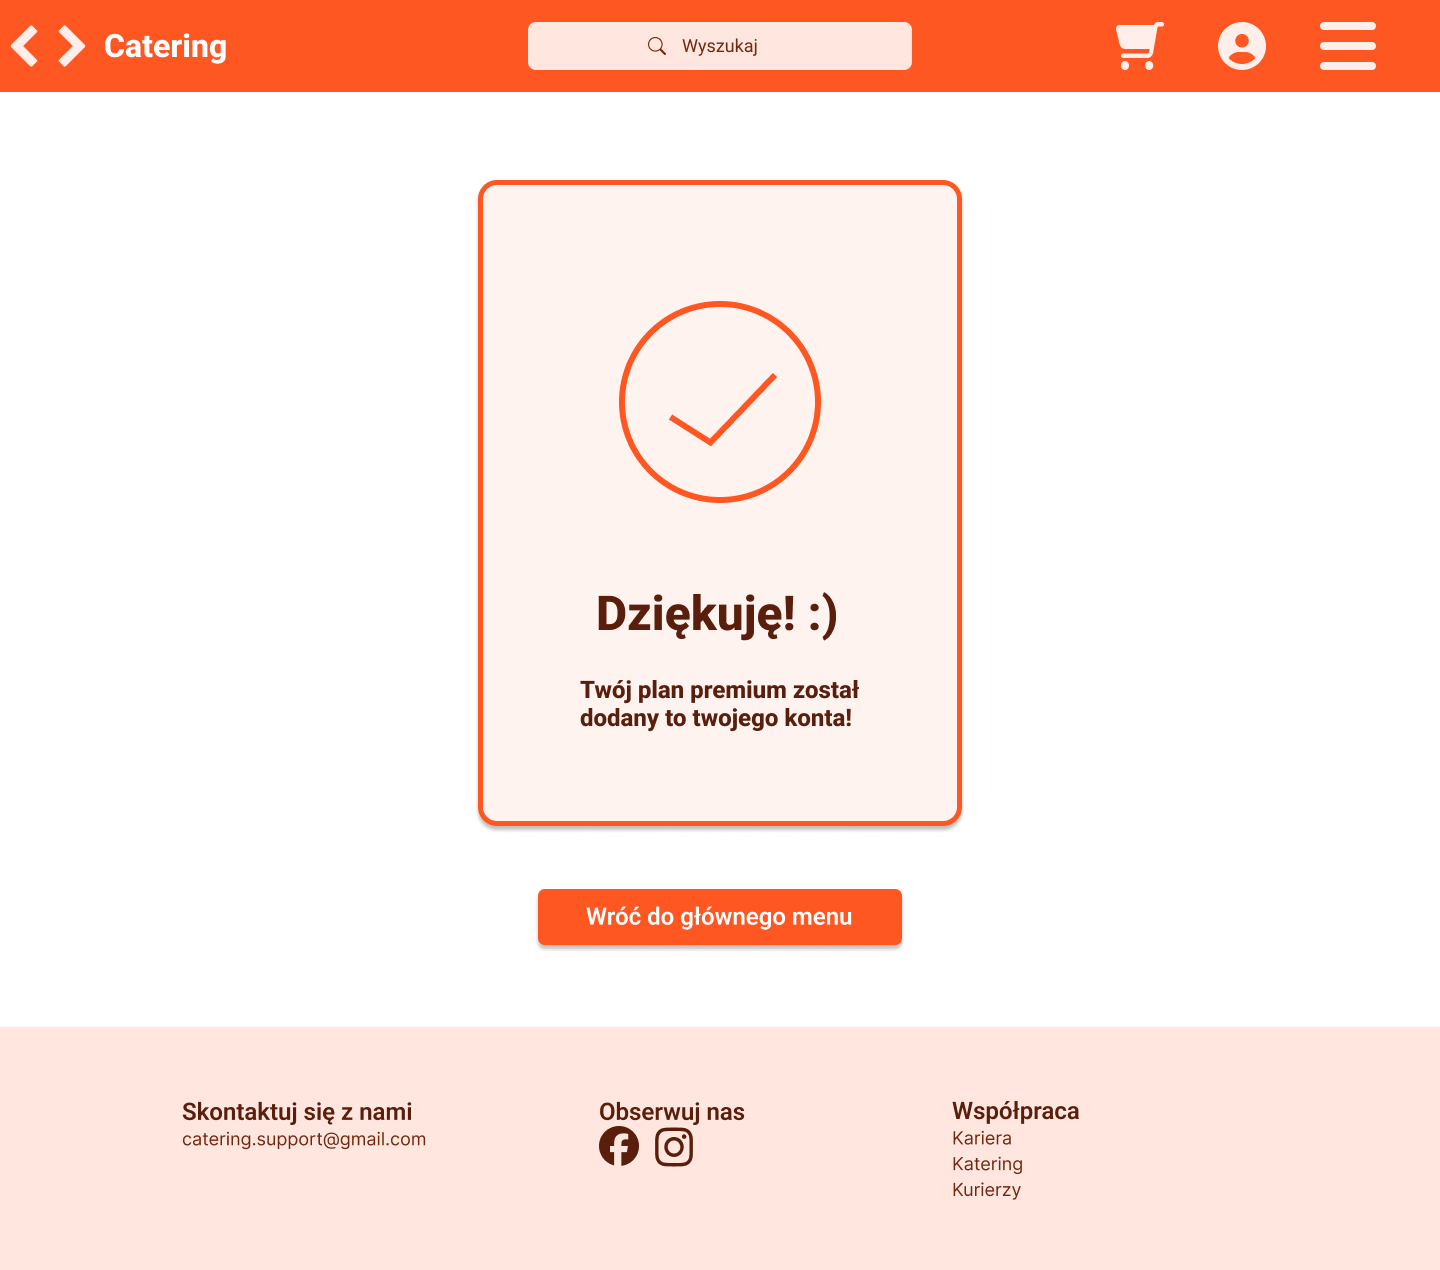 Catering
Wyszukaj
Dziękuję! :)
Twój plan premium został
dodany to twojego konta!
Wróć do głównego menu
Skontaktuj się z nami
catering.support@gmail.com
Obserwuj nas
Współpraca
Kariera
Katering
Kurierzy